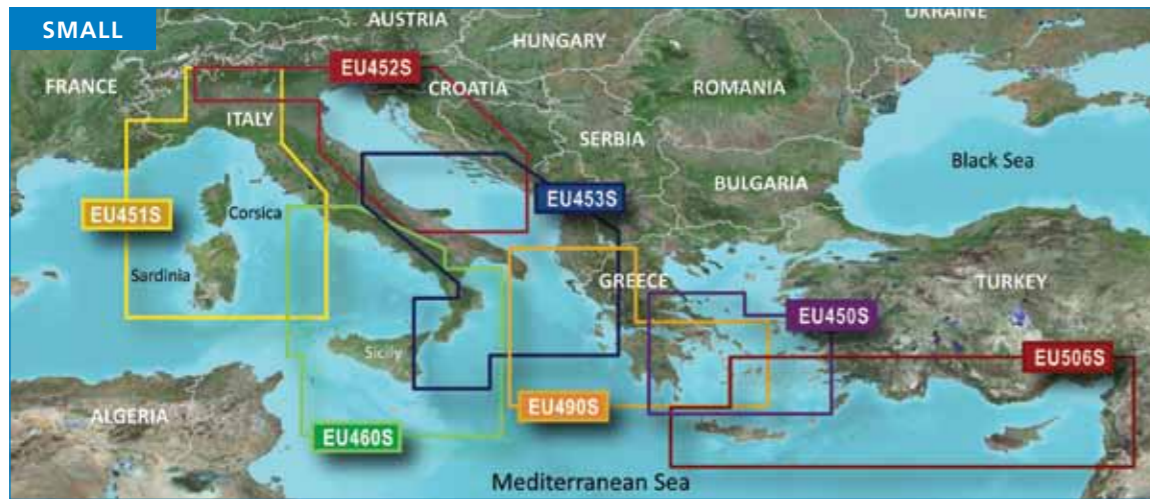 SMALL
AUSTRIA
UKRAINE
HUNGARY
EU452S
FRANCE
CROATIA
ROMANIA
ITALY
SERBIA
Black Sea
BULGARIA
EU453S
EU451S
Corsica
Sardinia
GREECE
TURKEY
EU450S
Sicily
EU506S
ALGERIA
EU490S
EU460S
Mediterranean Sea